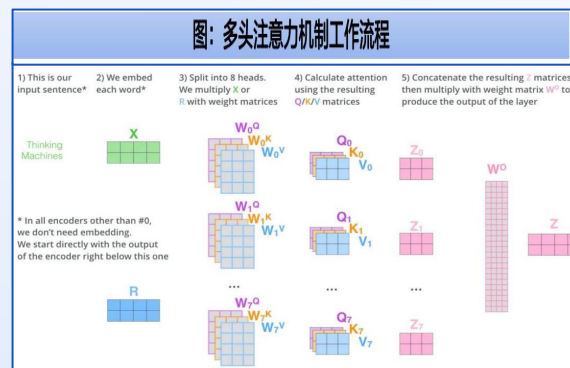 图：多头注意力机制工作流程
1) This is our
input sentence*
2) We embed
each word*
3) Split into 8 heads.
We multiply X or
R with weight matrices
4) Calculate attention
using the resulting
Q/K/V matrices
5) Concatenate the resulting Z matrices,
then multiply with weight matrix Wᴼ to
produce the output of the layer
Thinking
Machines
X
W₀Q
W₀K
W₀V
Q₀
K₀
V₀
Z₀
Wᴼ
* In all encoders other than #0,
we don't need embedding.
We start directly with the output
of the encoder right below this one
W₁Q
W₁K
W₁V
Q₁
K₁
V₁
Z₁
Z
...
...
...
R
W₇Q
W₇K
W₇V
Q₇
K₇
V₇
Z₇